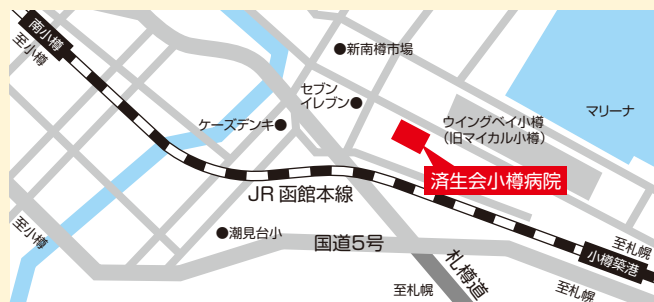 南小樽
至小樽
新南樽市場
セブン
イレブン
ケーズデンキ
ウイングベイ小樽
(旧マイカル小樽)
マリーナ
済生会小樽病院
JR函館本線
至小樽
潮見台小
国道5号
札樽道
至札幌
小樽築港
至札幌
至札幌